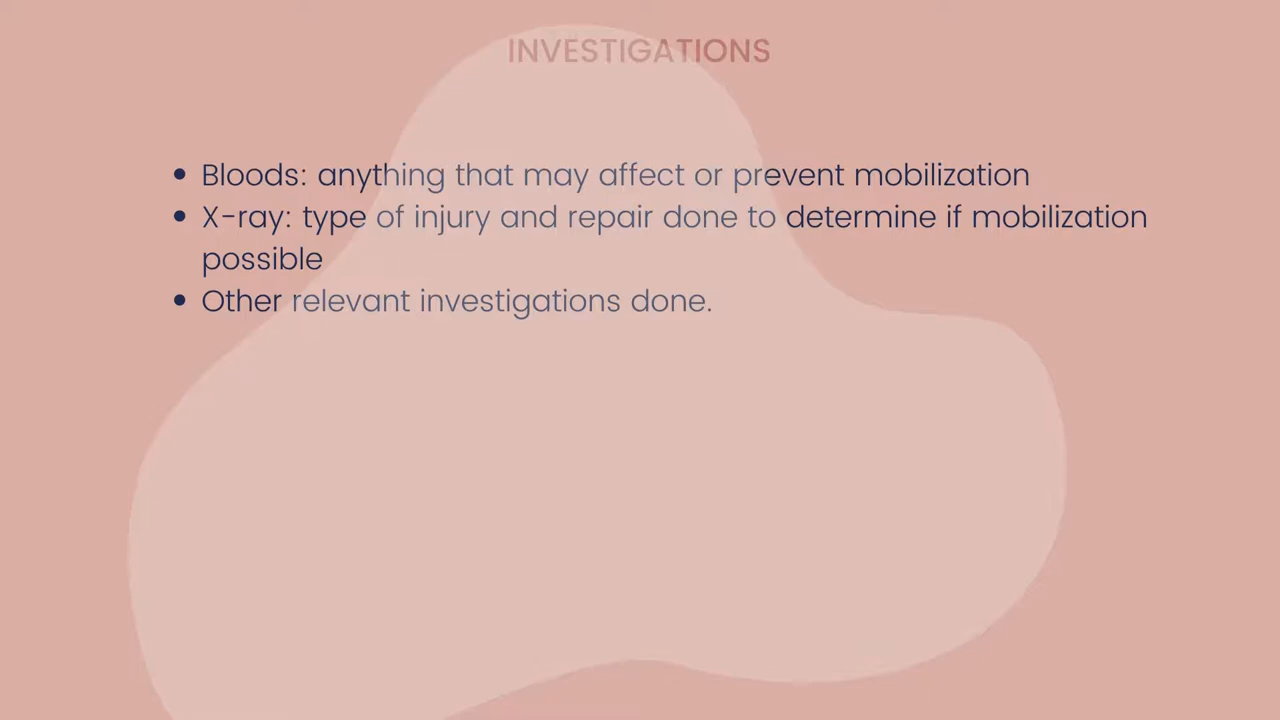 INVESTIGATIONS
• Bloods: anything that may affect or prevent mobilization
• X-ray: type of injury and repair done to determine if mobilization
possible
• Other relevant investigations done.